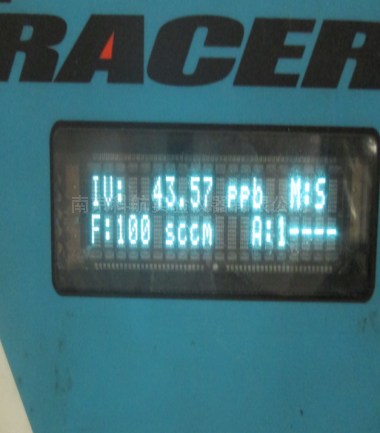 RACER
IV: 43.57 ppb M:S
F:100 sccm A:1----